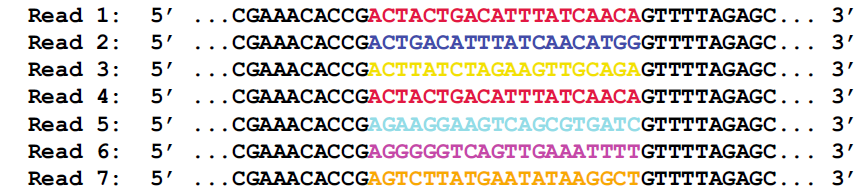 Read 1: 5’ ...CGAAACACCGACTACTGACATTTATCAACAGTTTTAGAGC... 3’
Read 2: 5’ ...CGAAACACCGACTGACATTTATCAACATGGGTTTTAGAGC... 3’
Read 3: 5’ ...CGAAACACCGACTTATCTAGAAGTTGCAGAGTTTTAGAGC... 3’
Read 4: 5’ ...CGAAACACCGACTACTGACATTTATCAACAGTTTTAGAGC... 3’
Read 5: 5’ ...CGAAACACCGAGAAGGAAGTCAGCGTGATCGTTTTAGAGC... 3’
Read 6: 5’ ...CGAAACACCGAGGGGGTCAGTTGAAATTTTGTTTTAGAGC... 3’
Read 7: 5’ ...CGAAACACCGAGTCTTATGAATATAAGGCTGTTTTAGAGC... 3’